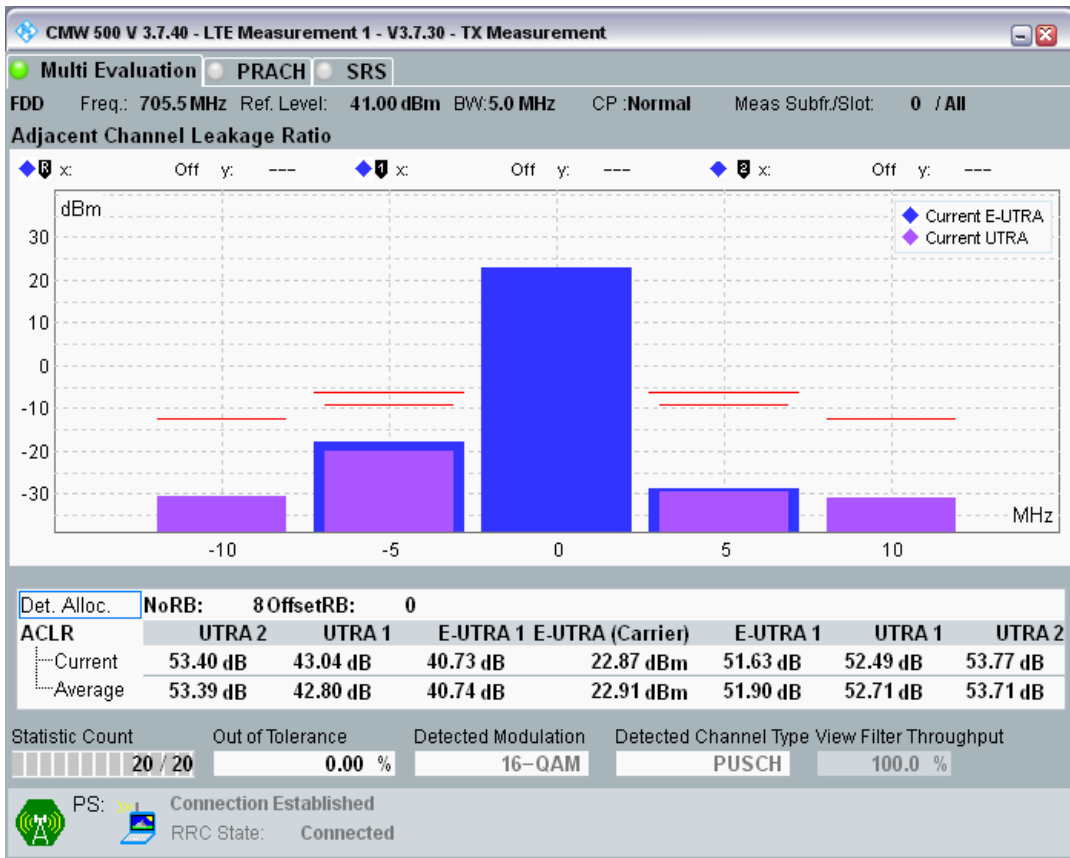 CMW 500 V 3.7.40 - LTE Measurement 1 - V3.7.30 - TX Measurement
Multi Evaluation PRACH SRS
FDD Freq.: 705.5 MHz Ref. Level: 41.00 dBm BW: 5.0 MHz CP :Normal Meas Subfr./Slot: 0 / All
Adjacent Channel Leakage Ratio
R x: Off y: --- 1 x: Off y: --- 2 x: Off y: ---
dBm
Current E-UTRA
Current UTRA
30
20
10
0
-10
-20
-30
MHz
-10 -5 0 5 10
Det. Alloc. NoRB: 8 OffsetRB: 0
ACLR UTRA 2 UTRA 1 E-UTRA 1 E-UTRA (Carrier) E-UTRA 1 UTRA 1 UTRA 2
Current 53.40 dB 43.04 dB 40.73 dB 22.87 dBm 51.63 dB 52.49 dB 53.77 dB
Average 53.39 dB 42.80 dB 40.74 dB 22.91 dBm 51.90 dB 52.71 dB 53.71 dB
Statistic Count Out of Tolerance Detected Modulation Detected Channel Type View Filter Throughput
20 / 20 0.00 % 16-QAM PUSCH 100.0 %
PS: Connection Established
RRC State: Connected